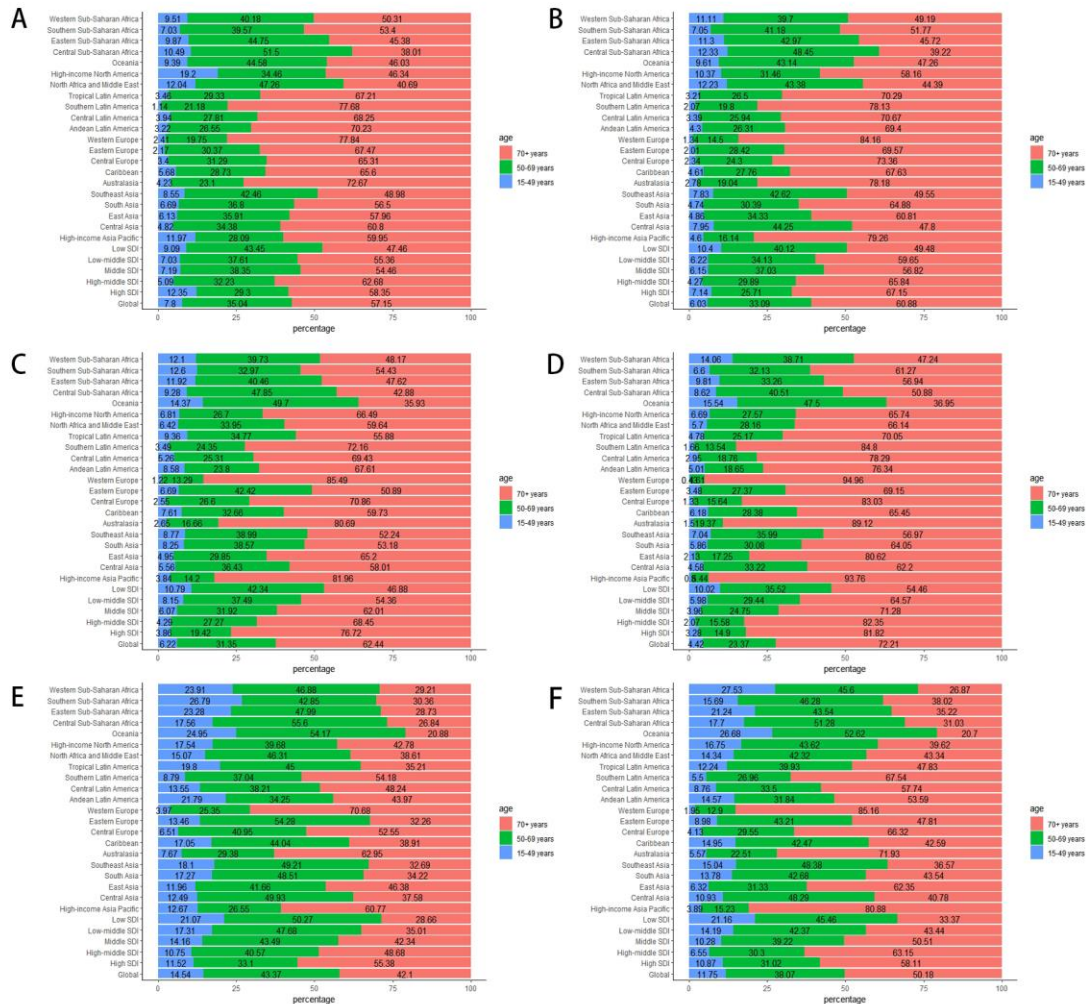 A
Western Sub-Saharan Africa 9.51 40.18 50.31
Southern Sub-Saharan Africa 7.03 39.57 53.4
Eastern Sub-Saharan Africa 9.87 44.75 45.38
Central Sub-Saharan Africa 10.49 51.5 38.01
Oceania 9.39 44.58 46.03
High-income North America 19.2 34.46 46.34
North Africa and Middle East 12.04 47.26 40.69
Tropical Latin America 3.46 29.33 67.21
Southern Latin America 1.14 21.18 77.68
Central Latin America 3.94 27.81 68.25
Andean Latin America 3.22 26.55 70.23
Western Europe 2.41 19.75 77.84
Eastern Europe 2.17 30.37 67.47
Central Europe 3.4 31.29 65.31
Caribbean 5.68 28.73 65.6
Australasia 4.23 23.1 72.67
Southeast Asia 8.55 42.46 48.98
South Asia 6.69 36.8 56.5
East Asia 6.13 35.91 57.96
Central Asia 4.82 34.38 60.8
High-income Asia Pacific 11.97 28.09 59.95
Low SDI 9.09 43.45 47.46
Low-middle SDI 7.03 37.61 55.36
Middle SDI 7.19 38.35 54.46
High-middle SDI 5.09 32.23 62.68
High SDI 12.35 29.3 58.35
Global 7.8 35.04 57.15
0 25 50 75 100
percentage
age
70+ years
50-69 years
15-49 years
B
Western Sub-Saharan Africa 11.11 39.7 49.19
Southern Sub-Saharan Africa 7.05 41.18 51.77
Eastern Sub-Saharan Africa 11.3 42.97 45.72
Central Sub-Saharan Africa 12.33 48.45 39.22
Oceania 9.61 43.14 47.26
High-income North America 10.37 31.46 58.16
North Africa and Middle East 12.23 43.38 44.39
Tropical Latin America 3.21 26.5 70.29
Southern Latin America 2.07 19.8 78.13
Central Latin America 3.39 25.94 70.67
Andean Latin America 4.3 26.31 69.4
Western Europe 1.34 14.5 84.16
Eastern Europe 2.01 28.42 69.57
Central Europe 2.34 24.3 73.36
Caribbean 4.61 27.76 67.63
Australasia 2.78 19.04 78.18
Southeast Asia 7.83 42.62 49.55
South Asia 4.74 30.39 64.88
East Asia 4.86 34.33 60.81
Central Asia 7.95 44.25 47.8
High-income Asia Pacific 4.6 16.14 79.26
Low SDI 10.4 40.12 49.48
Low-middle SDI 6.22 34.13 59.65
Middle SDI 6.15 37.03 56.82
High-middle SDI 4.27 29.89 65.84
High SDI 7.14 25.71 67.15
Global 6.03 33.09 60.88
0 25 50 75 100
percentage
age
70+ years
50-69 years
15-49 years
C
Western Sub-Saharan Africa 12.1 39.73 48.17
Southern Sub-Saharan Africa 12.6 32.97 54.43
Eastern Sub-Saharan Africa 11.92 40.46 47.62
Central Sub-Saharan Africa 9.28 47.85 42.88
Oceania 14.37 49.7 35.93
High-income North America 6.81 26.7 66.49
North Africa and Middle East 6.42 33.95 59.64
Tropical Latin America 9.36 34.77 55.88
Southern Latin America 3.49 24.35 72.16
Central Latin America 5.26 25.31 69.43
Andean Latin America 8.58 23.8 67.61
Western Europe 1.22 13.29 85.49
Eastern Europe 6.69 42.42 50.89
Central Europe 2.55 26.6 70.86
Caribbean 7.61 32.66 59.73
Australasia 2.65 16.66 80.69
Southeast Asia 8.77 38.99 52.24
South Asia 8.25 38.57 53.18
East Asia 4.95 29.85 65.2
Central Asia 5.56 36.43 58.01
High-income Asia Pacific 3.84 14.2 81.96
Low SDI 10.79 42.34 46.88
Low-middle SDI 8.15 37.49 54.36
Middle SDI 6.07 31.92 62.01
High-middle SDI 4.29 27.27 68.45
High SDI 3.86 19.42 76.72
Global 6.22 31.35 62.44
0 25 50 75 100
percentage
age
70+ years
50-69 years
15-49 years
D
Western Sub-Saharan Africa 14.06 38.71 47.24
Southern Sub-Saharan Africa 6.6 32.13 61.27
Eastern Sub-Saharan Africa 9.81 33.26 56.94
Central Sub-Saharan Africa 8.62 40.51 50.88
Oceania 15.54 47.5 36.95
High-income North America 6.69 27.57 65.74
North Africa and Middle East 5.7 28.16 66.14
Tropical Latin America 4.78 25.17 70.05
Southern Latin America 1.66 13.54 84.8
Central Latin America 2.95 18.76 78.29
Andean Latin America 5.01 18.65 76.34
Western Europe 94.96
Eastern Europe 3.48 27.37 69.15
Central Europe 1.33 15.64 83.03
Caribbean 6.18 28.38 65.45
Australasia 1.51 9.37 89.12
Southeast Asia 7.04 35.99 56.97
South Asia 5.86 30.08 64.05
East Asia 2.13 17.25 80.62
Central Asia 4.58 33.22 62.2
High-income Asia Pacific 93.76
Low SDI 10.02 35.52 54.46
Low-middle SDI 5.98 29.44 64.57
Middle SDI 3.96 24.75 71.28
High-middle SDI 2.07 15.58 82.35
High SDI 3.28 14.9 81.82
Global 4.42 23.37 72.21
0 25 50 75 100
percentage
age
70+ years
50-69 years
15-49 years
E
Western Sub-Saharan Africa 23.91 46.88 29.21
Southern Sub-Saharan Africa 26.79 42.85 30.36
Eastern Sub-Saharan Africa 23.28 47.99 28.73
Central Sub-Saharan Africa 17.56 55.6 26.84
Oceania 24.95 54.17 20.88
High-income North America 17.54 39.68 42.78
North Africa and Middle East 15.07 46.31 38.61
Tropical Latin America 19.8 45 35.21
Southern Latin America 8.79 37.04 54.18
Central Latin America 13.55 38.21 48.24
Andean Latin America 21.79 34.25 43.97
Western Europe 3.97 25.35 70.68
Eastern Europe 13.46 54.28 32.26
Central Europe 6.51 40.95 52.55
Caribbean 17.05 44.04 38.91
Australasia 7.67 29.38 62.95
Southeast Asia 18.1 49.21 32.69
South Asia 17.27 48.51 34.22
East Asia 11.96 41.66 46.38
Central Asia 12.49 49.93 37.58
High-income Asia Pacific 12.67 26.55 60.77
Low SDI 21.07 50.27 28.66
Low-middle SDI 17.31 47.68 35.01
Middle SDI 14.16 43.49 42.34
High-middle SDI 10.75 40.57 48.68
High SDI 11.52 33.1 55.38
Global 14.54 43.37 42.1
0 25 50 75 100
percentage
age
70+ years
50-69 years
15-49 years
F
Western Sub-Saharan Africa 27.53 45.6 26.87
Southern Sub-Saharan Africa 15.69 46.28 38.02
Eastern Sub-Saharan Africa 21.24 43.54 35.22
Central Sub-Saharan Africa 17.7 51.28 31.03
Oceania 26.68 52.62 20.7
High-income North America 16.75 43.62 39.62
North Africa and Middle East 14.34 42.32 43.34
Tropical Latin America 12.24 39.93 47.83
Southern Latin America 5.5 26.96 67.54
Central Latin America 8.76 33.5 57.74
Andean Latin America 14.57 31.84 53.59
Western Europe 1.95 12.9 85.16
Eastern Europe 8.98 43.21 47.81
Central Europe 4.13 29.55 66.32
Caribbean 14.95 42.47 42.59
Australasia 5.57 22.51 71.93
Southeast Asia 15.04 48.38 36.57
South Asia 13.78 42.68 43.54
East Asia 6.32 31.33 62.35
Central Asia 10.93 48.29 40.78
High-income Asia Pacific 3.89 15.23 80.88
Low SDI 21.16 45.46 33.37
Low-middle SDI 14.19 42.37 43.44
Middle SDI 10.28 39.22 50.51
High-middle SDI 6.55 30.3 63.15
High SDI 10.87 31.02 58.11
Global 11.75 38.07 50.18
0 25 50 75 100
percentage
age
70+ years
50-69 years
15-49 years